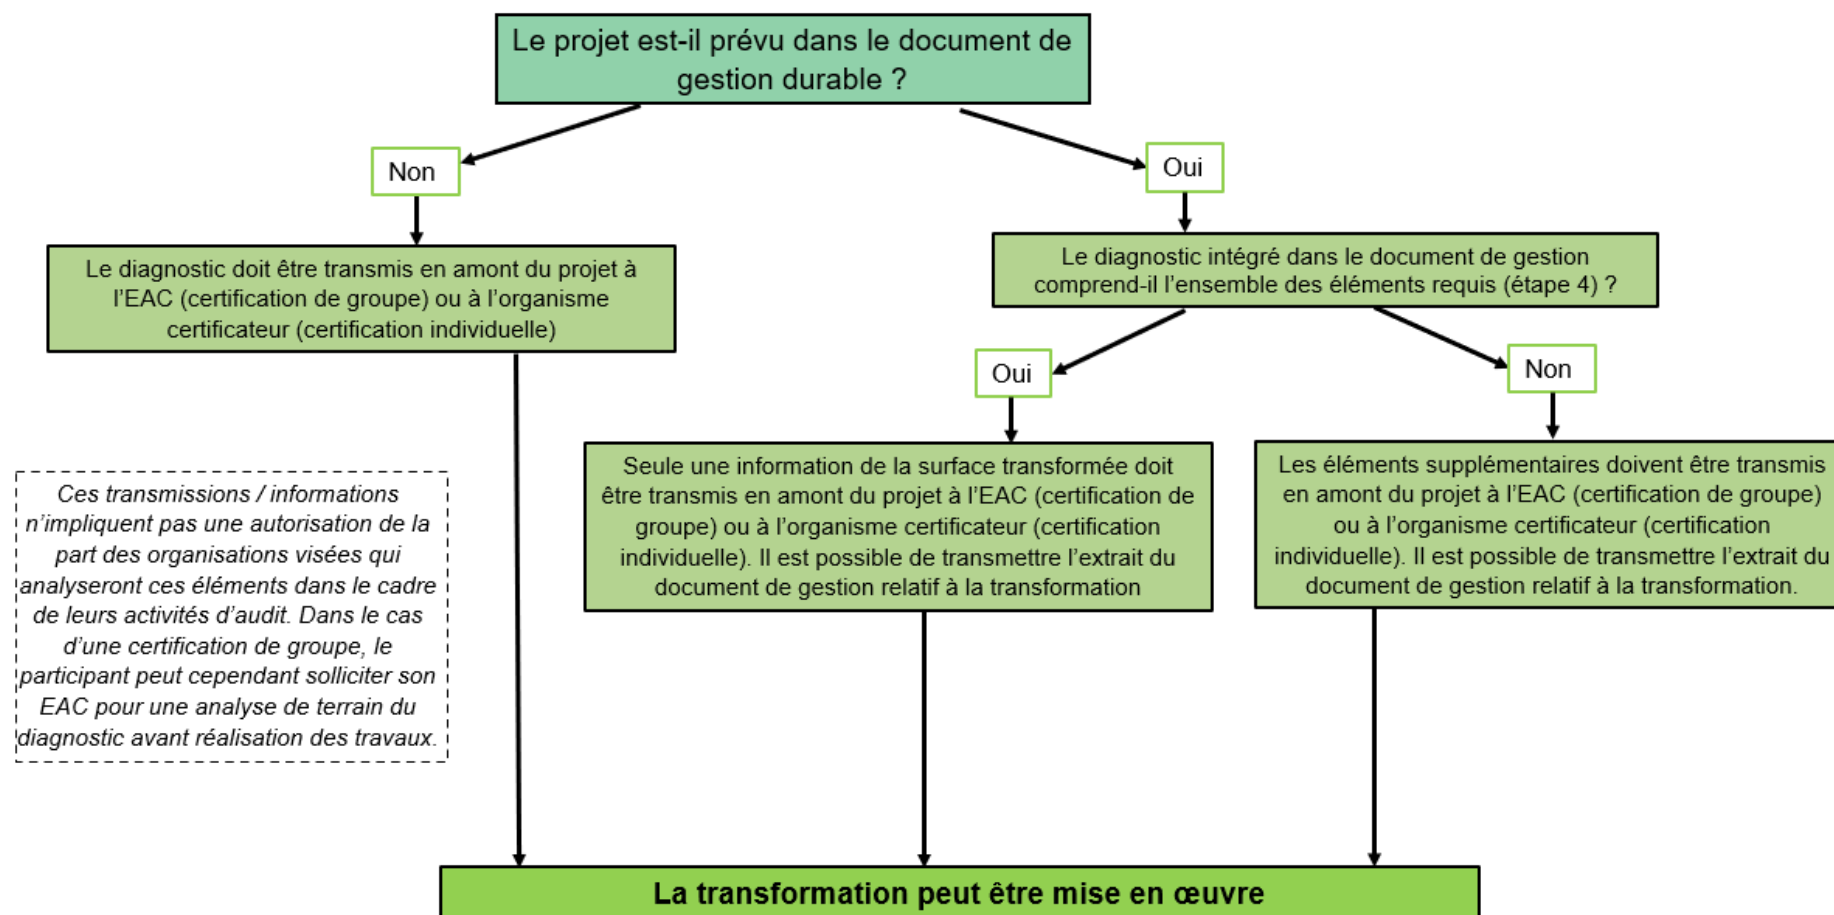 Le projet est-il prévu dans le document de
gestion durable ?
Non
Oui
Le diagnostic doit être transmis en amont du projet à
l’EAC (certification de groupe) ou à l’organisme
certificateur (certification individuelle)
Le diagnostic intégré dans le document de gestion
comprend-il l’ensemble des éléments requis (étape 4) ?
Oui
Non
Seule une information de la surface transformée doit
être transmis en amont du projet à l’EAC (certification de
groupe) ou à l’organisme certificateur (certification
individuelle). Il est possible de transmettre l’extrait du
document de gestion relatif à la transformation
Les éléments supplémentaires doivent être transmis
en amont du projet à l’EAC (certification de groupe)
ou à l’organisme certificateur (certification
individuelle). Il est possible de transmettre l’extrait du
document de gestion relatif à la transformation.
Ces transmissions / informations
n’impliquent pas une autorisation de la
part des organisations visées qui
analyseront ces éléments dans le cadre
de leurs activités d’audit. Dans le cas
d’une certification de groupe, le
participant peut cependant solliciter son
EAC pour une analyse de terrain du
diagnostic avant réalisation des travaux.
La transformation peut être mise en œuvre